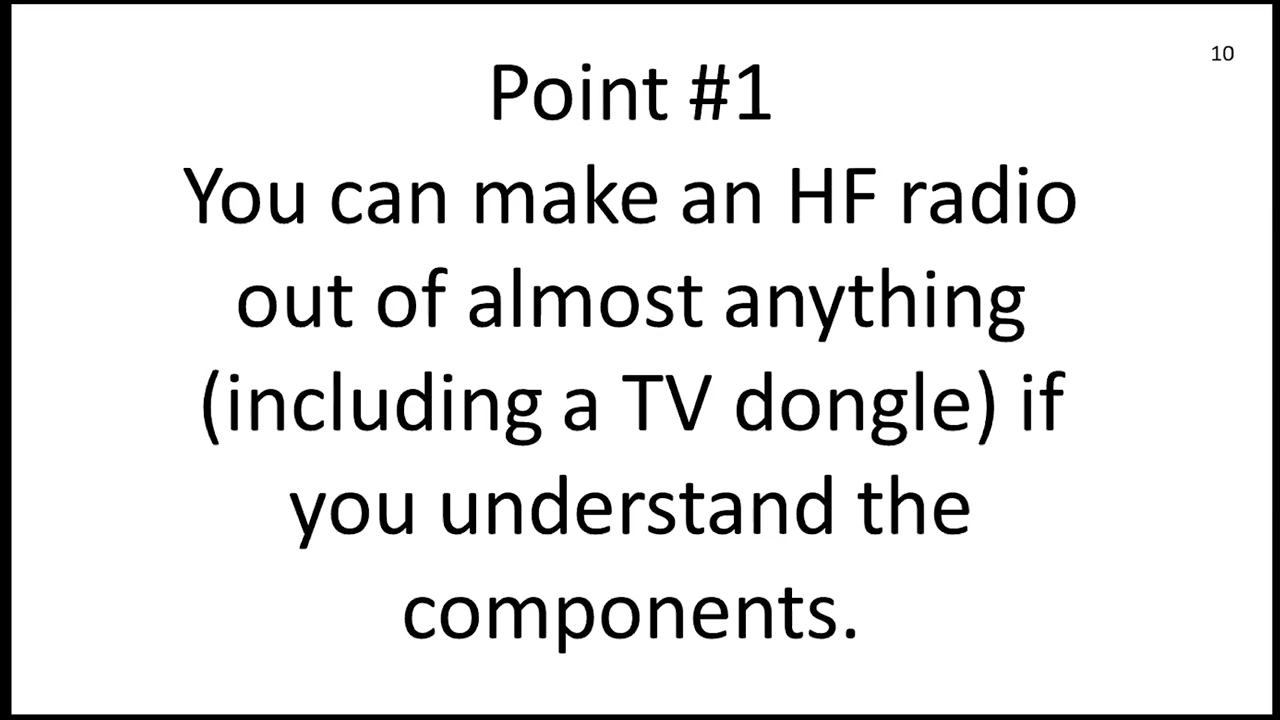 10
Point #1
You can make an HF radio
out of almost anything
(including a TV dongle) if
you understand the
components.